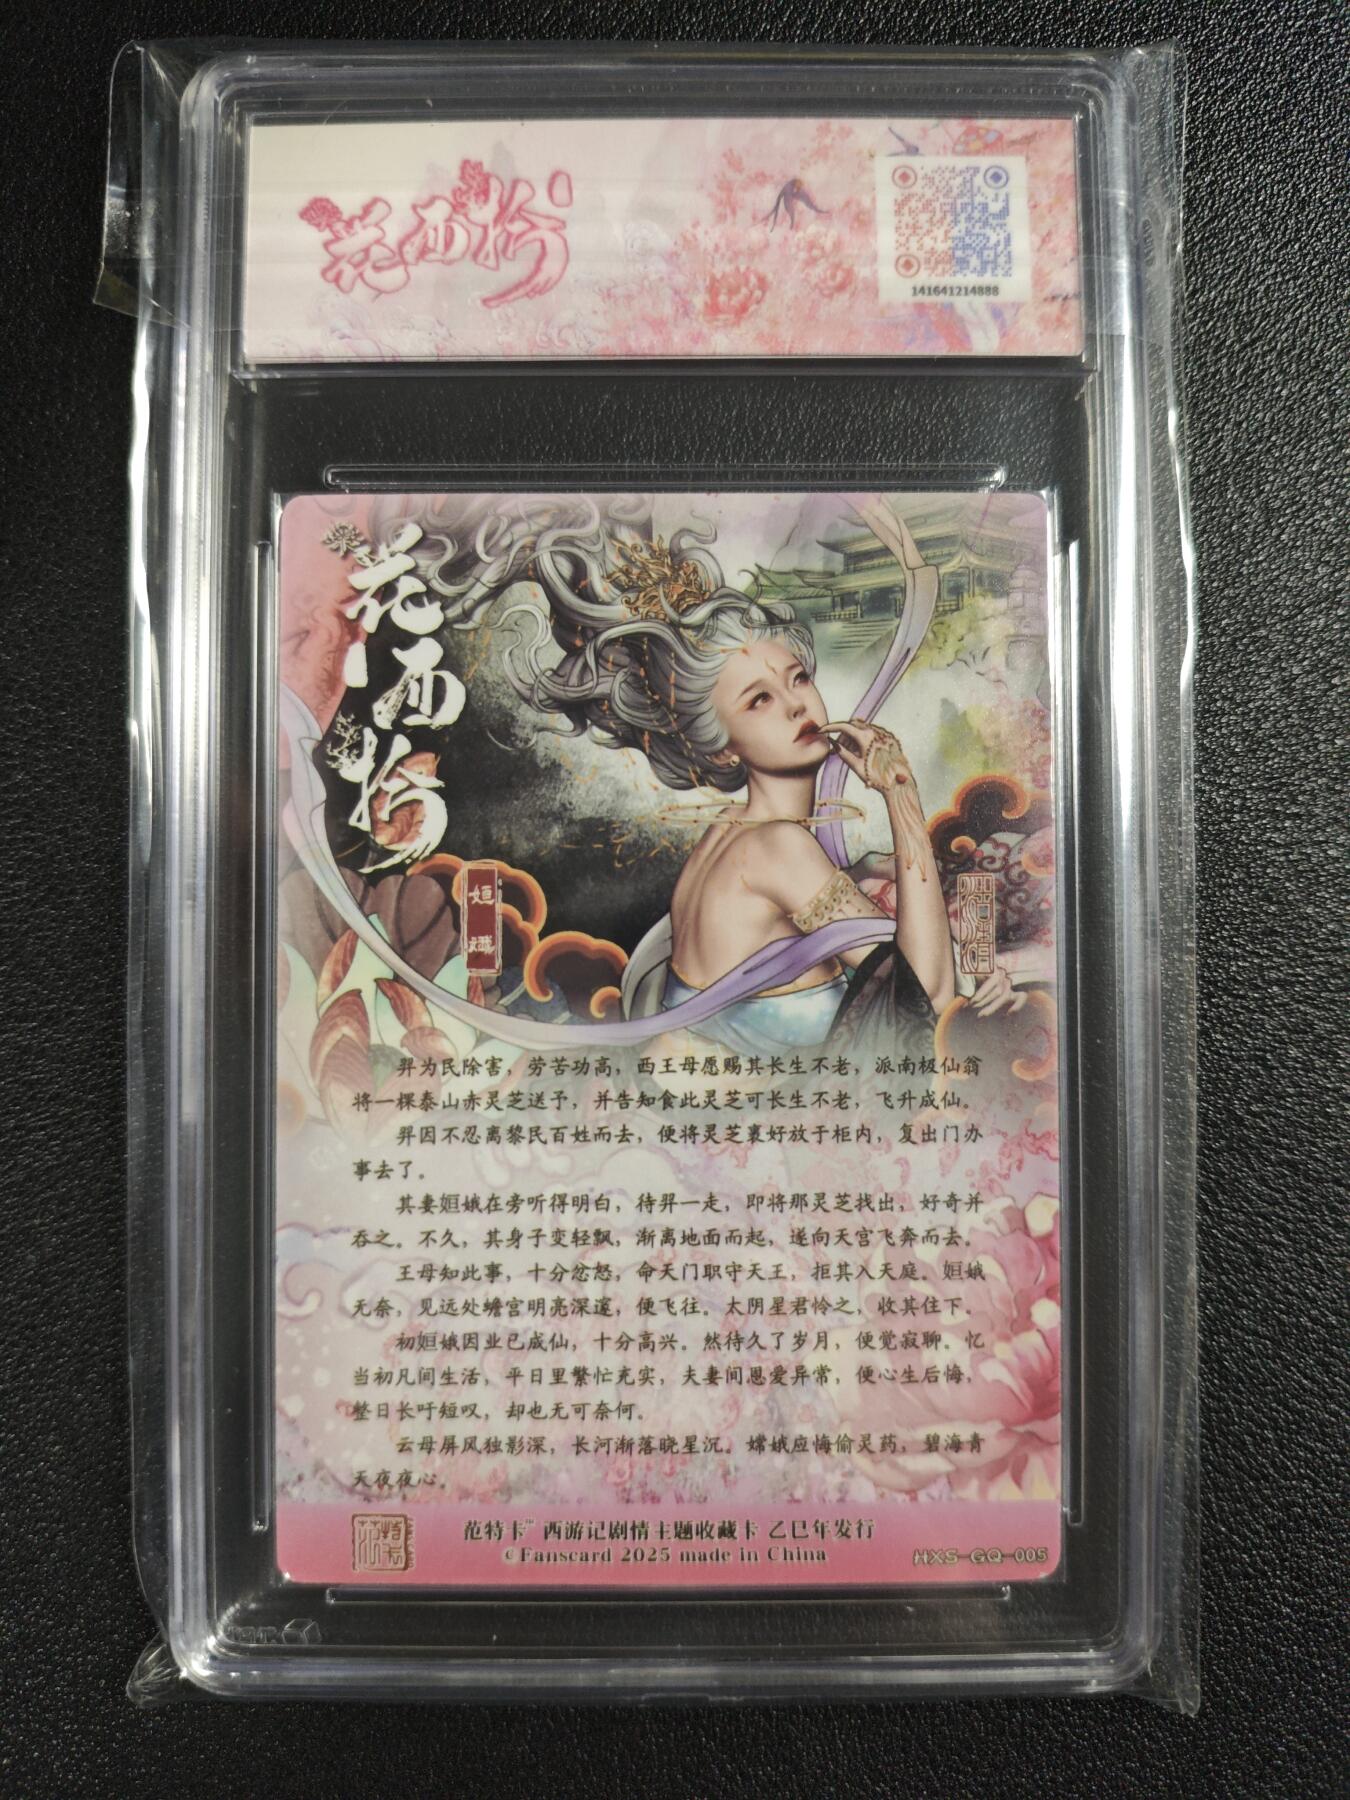 花西拾
141641214888
花西拾
姮娥
羿为民除害，劳苦功高，西王母愿赐其长生不老，派南极仙翁
将一棵泰山赤灵芝送予，并告知食此灵芝可长生不老，飞升成仙。
羿因不忍离黎民百姓而去，便将灵芝裹好放于柜内，复出门办
事去了。
其妻姮娥在旁听得明白，待羿一走，即将那灵芝找出，好奇并
吞之。不久，其身子变轻飘，渐离地面而起，遂向天宫飞奔而去。
王母知此事，十分忿怒，命天门职守天王，拒其入天庭。姮娥
无奈，见远处蟾宫明亮深邃，便飞往。太阴星君怜之，收其住下。
初姮娥因业已成仙，十分高兴。然待久了岁月，便觉寂聊。忆
当初凡间生活，平日里繁忙充实，夫妻间恩爱异常，便心生后悔，
整日长吁短叹，却也无可奈何。
云母屏风独影深，长河渐落晓星沉。嫦娥应悔偷灵药，碧海青
天夜夜心。
范特卡™ 西游记剧情主题收藏卡 乙巳年发行
©Fanscard 2025 made in China
HXS-GQ-005
范特卡